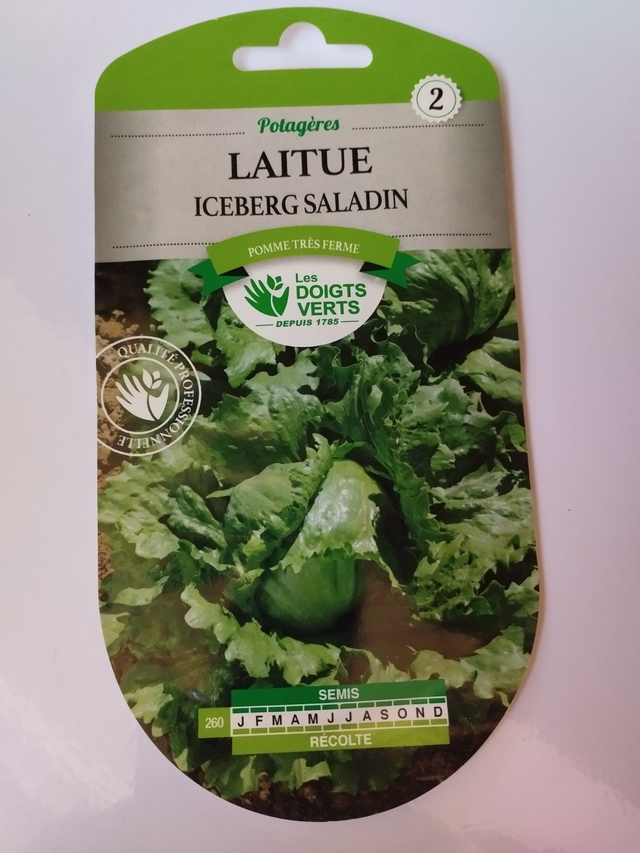 2
Potagères
LAITUE
ICEBERG SALADIN
POMME TRÈS FERME
Les
DOIGTS
VERTS
DEPUIS 1785
QUALITÉ PROFESSIONNELLE
SEMIS
260 J F M A M J J A S O N D
RÉCOLTE